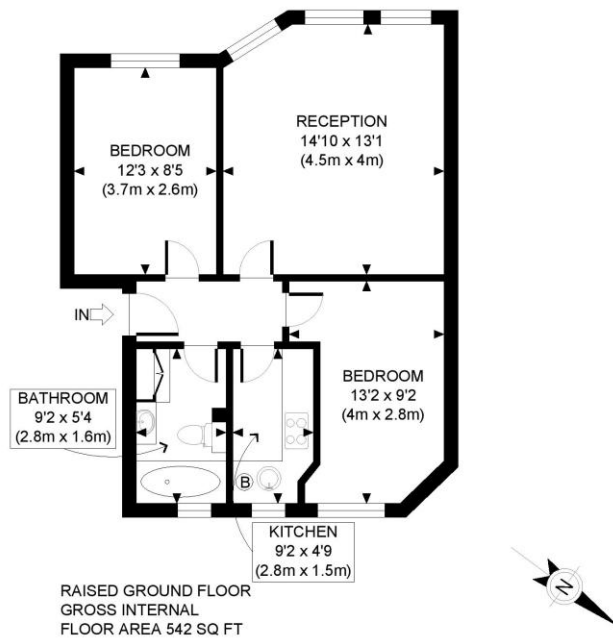 RECEPTION
14'10 x 13'1
(4.5m x 4m)
BEDROOM
12'3 x 8'5
(3.7m x 2.6m)
IN
BEDROOM
13'2 x 9'2
(4m x 2.8m)
BATHROOM
9'2 x 5'4
(2.8m x 1.6m)
B
KITCHEN
9'2 x 4'9
(2.8m x 1.5m)
RAISED GROUND FLOOR
GROSS INTERNAL
FLOOR AREA 542 SQ FT
N